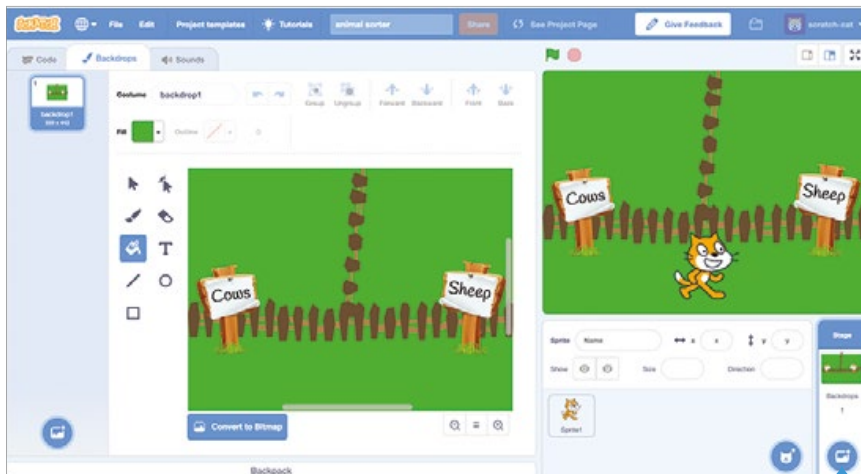 SCRATCH File Edit Project templates Tutorials animal sorter Share See Project Page Give Feedback scratch-cat
Code Backdrops Sounds
1
backdrop1
Costume backdrop1 Group Ungroup Forward Backward Front Back
Fill Outline 0
Cows Sheep
Cows Sheep
T
Convert to Bitmap
Backpack
Sprite Name x x y y
Show Size Direction
Sprite1
Stage
Backdrops
1